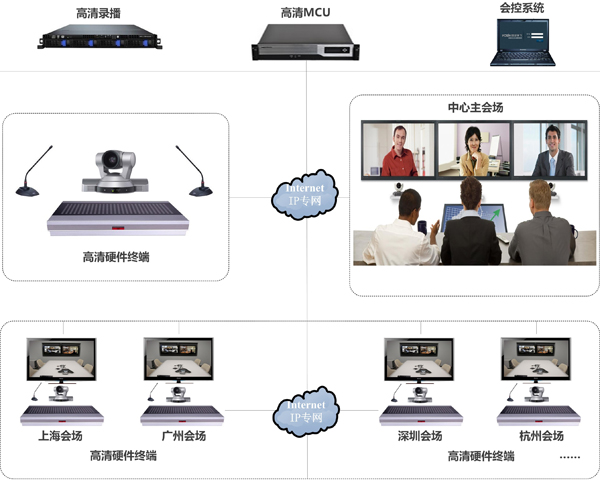 高清录播
高清MCU
会控系统
中心主会场
Internet
IP专网
高清硬件终端
上海会场
广州会场
Internet
IP专网
深圳会场
杭州会场
高清硬件终端
高清硬件终端
……